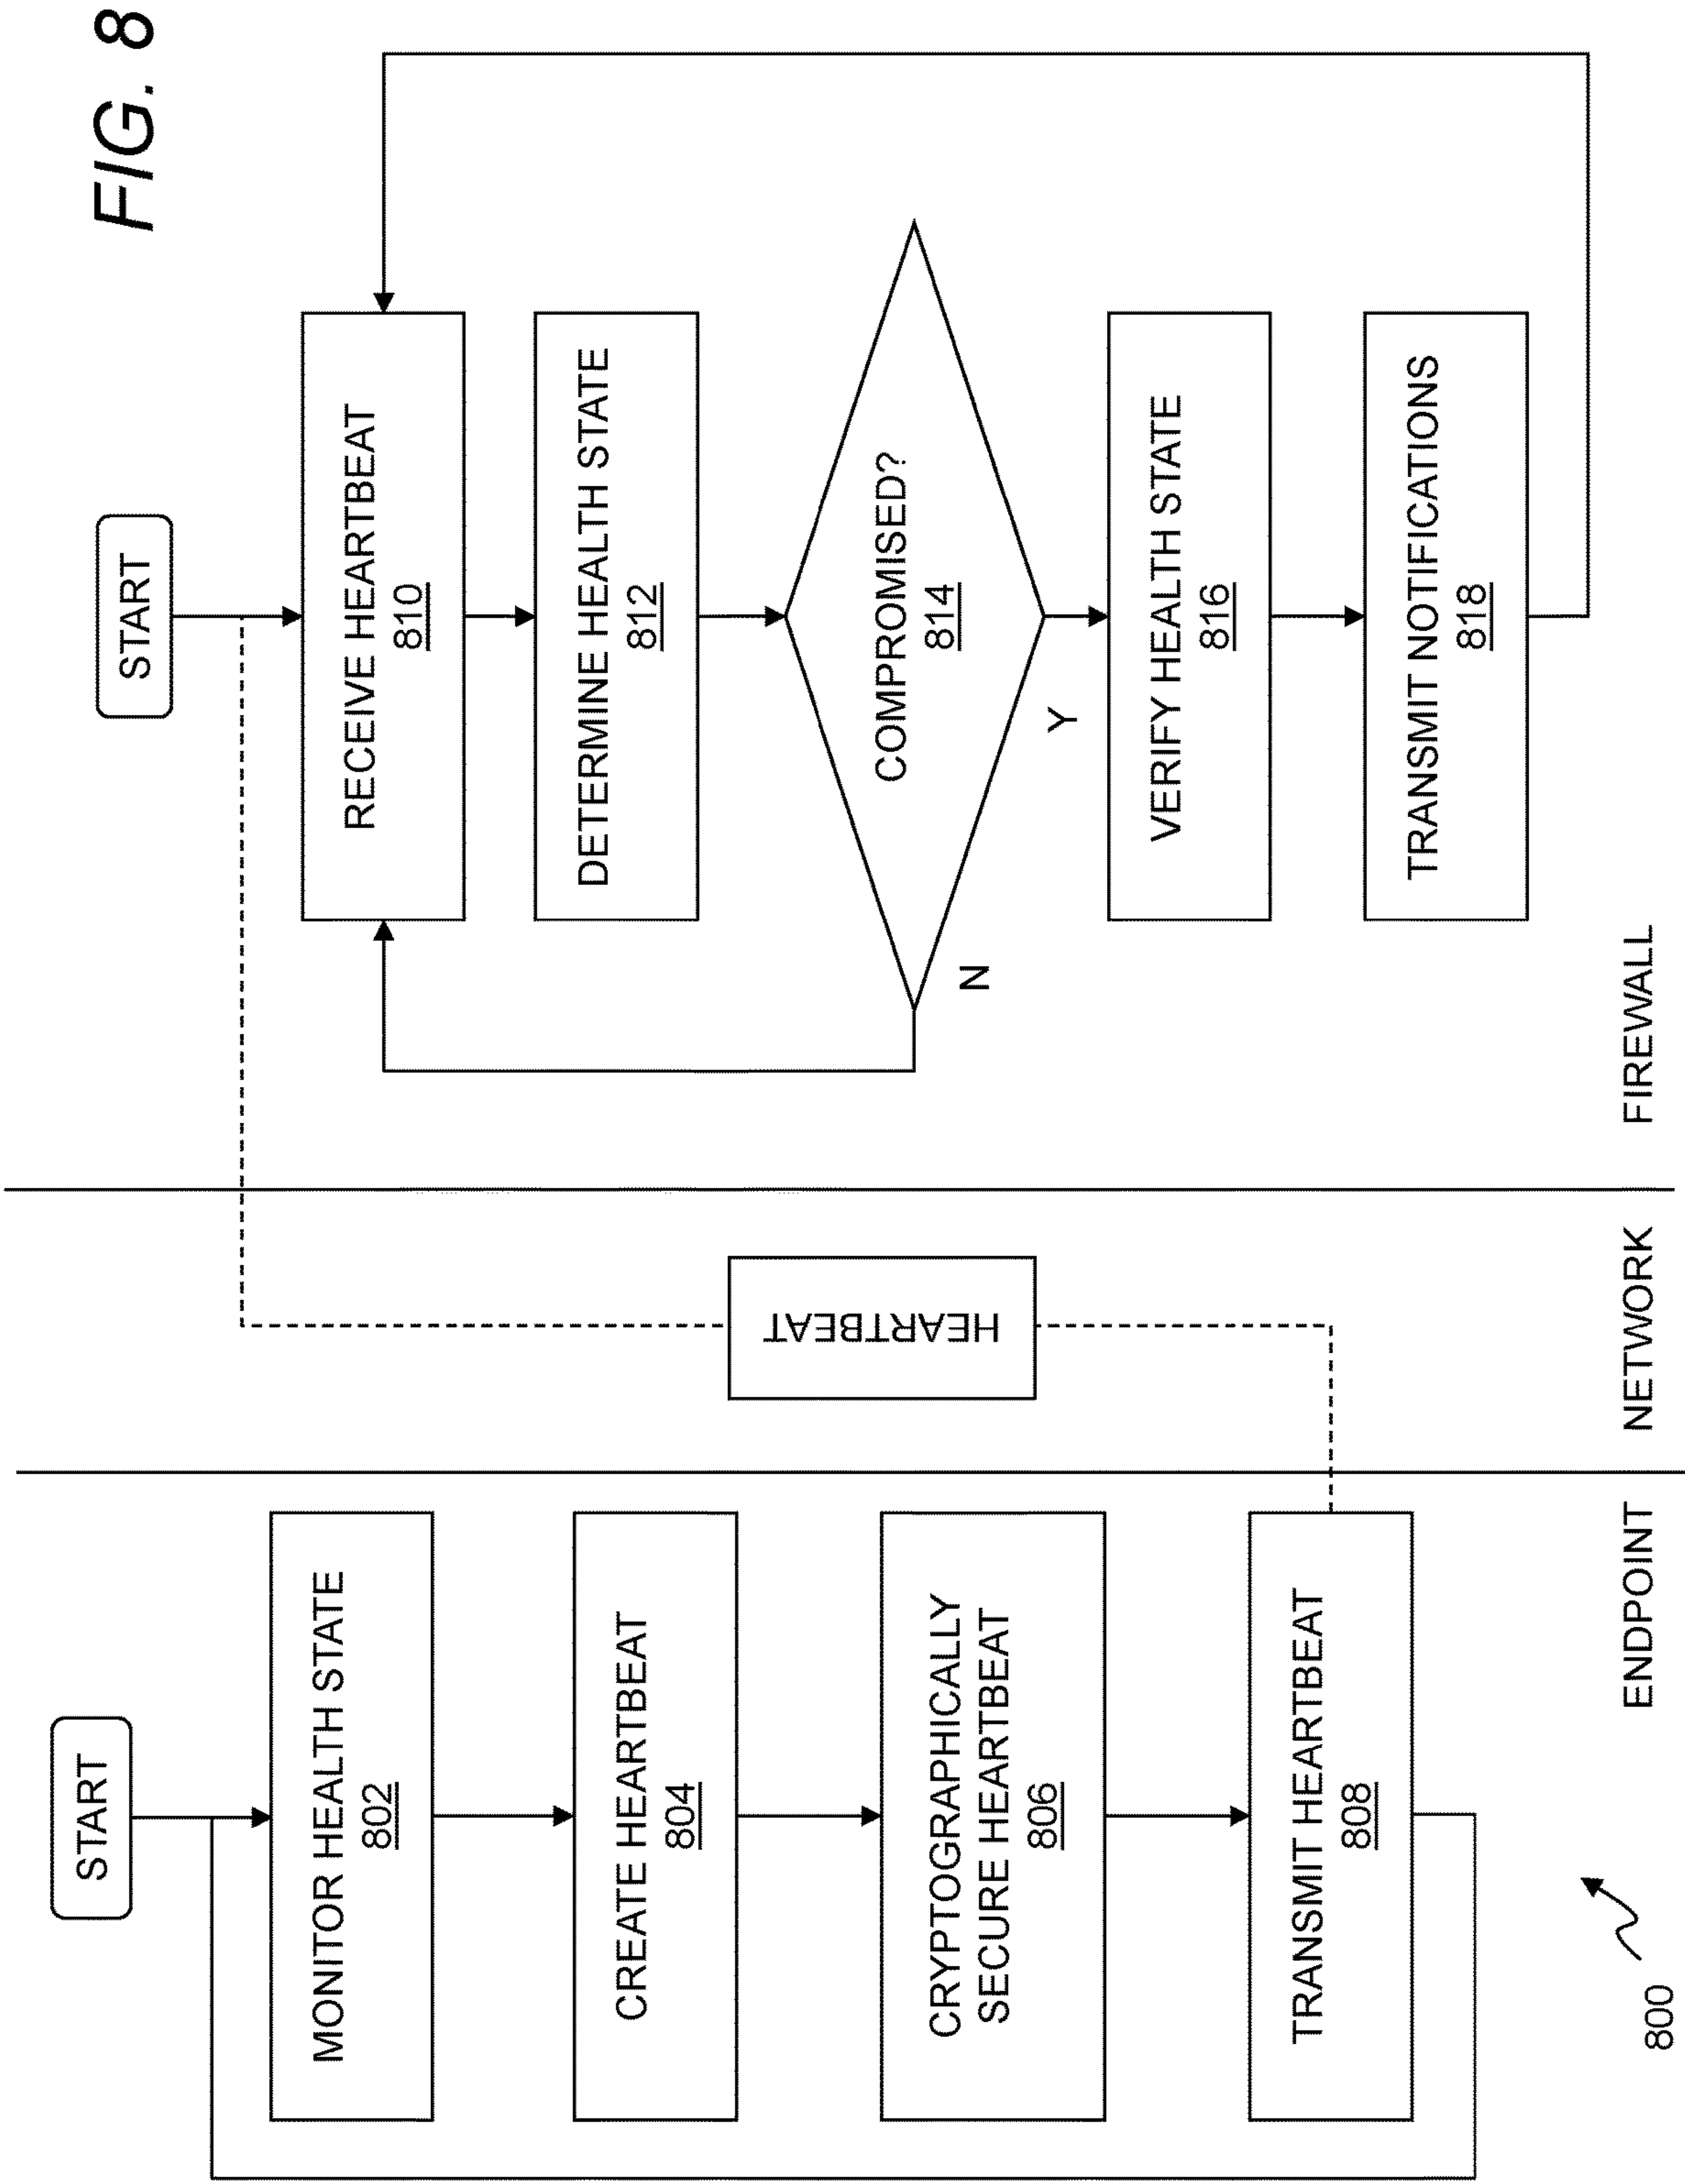 FIG. 8
START
MONITOR HEALTH STATE
802
CREATE HEARTBEAT
804
CRYPTOGRAPHICALLY
SECURE HEARTBEAT
806
TRANSMIT HEARTBEAT
808
ENDPOINT
800
HEARTBEAT
NETWORK
START
RECEIVE HEARTBEAT
810
DETERMINE HEALTH STATE
812
COMPROMISED?
814
N
Y
VERIFY HEALTH STATE
816
TRANSMIT NOTIFICATIONS
818
FIREWALL